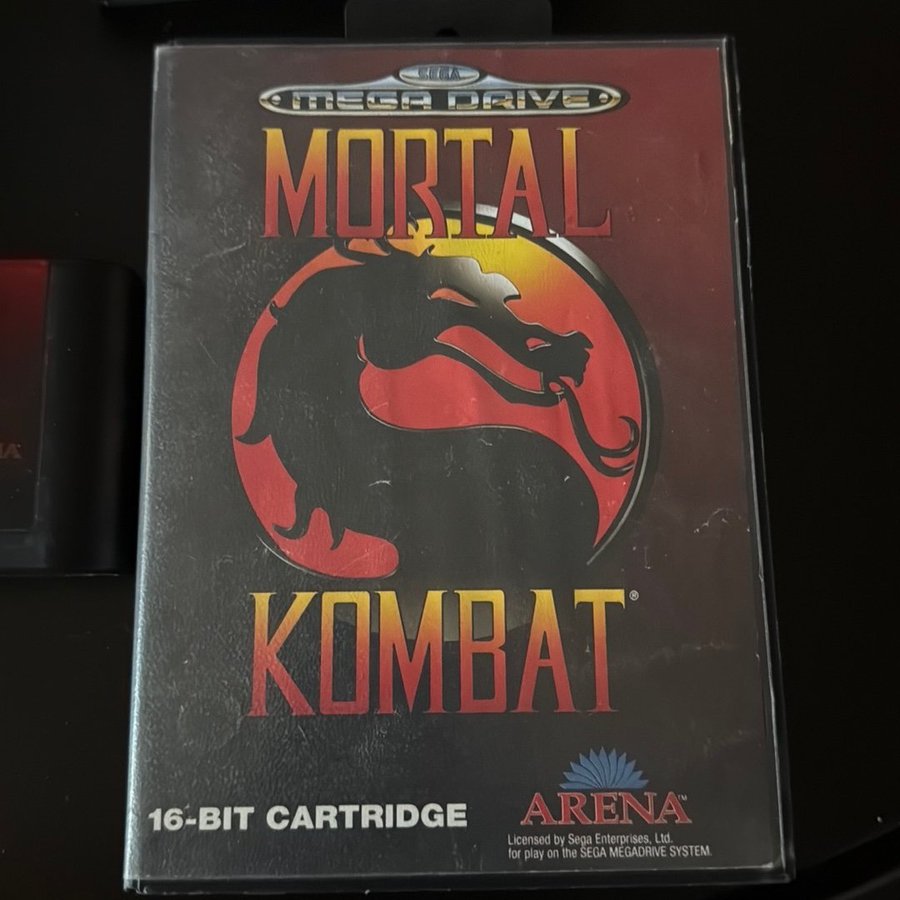 SEGA
MEGA DRIVE
MORTAL
KOMBAT®
16-BIT CARTRIDGE
ARENA™
Licensed by Sega Enterprises, Ltd.
for play on the SEGA MEGADRIVE SYSTEM.